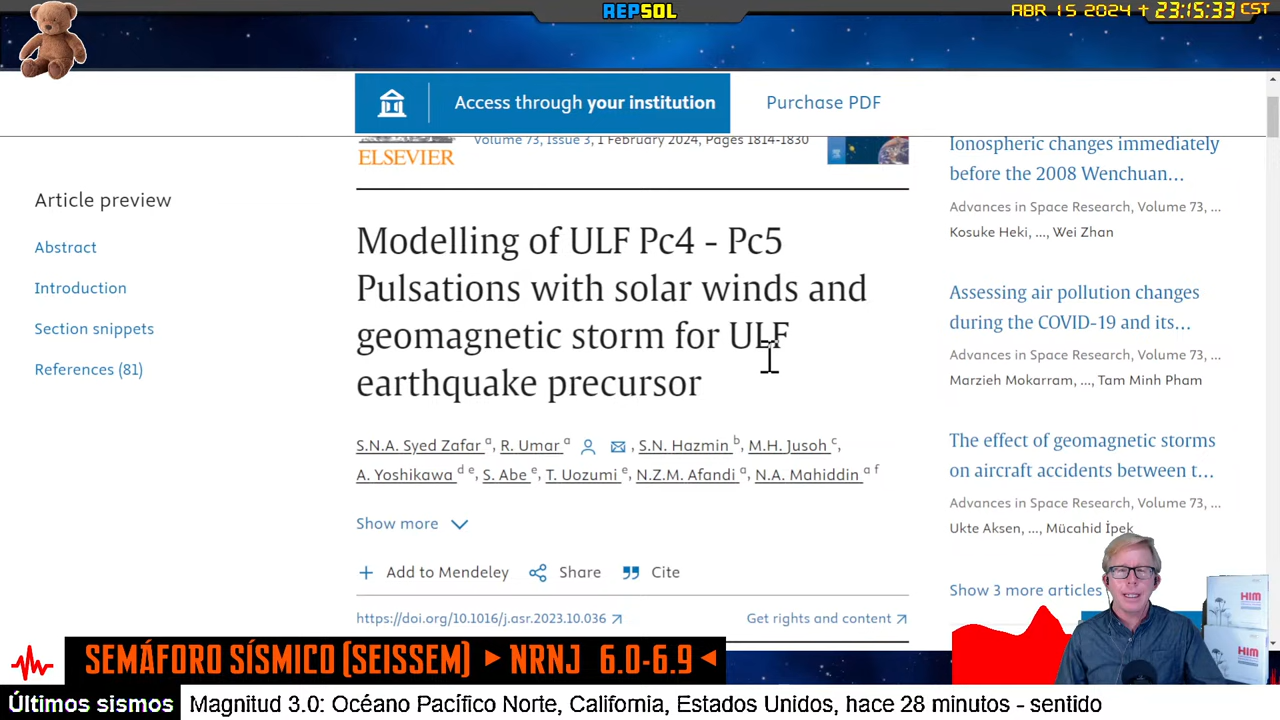 REPSOL
ABR 15 2024 † 23:15:33 CST
Access through your institution
Purchase PDF
ELSEVIER
Volume 73, Issue 3, 1 February 2024, Pages 1814-1830
Article preview
Abstract
Introduction
Section snippets
References (81)
Modelling of ULF Pc4 - Pc5
Pulsations with solar winds and
geomagnetic storm for ULF
earthquake precursor
S.N.A. Syed Zafar a, R. Umar a, S.N. Hazmin b, M.H. Jusoh c,
A. Yoshikawa d e, S. Abe e, T. Uozumi e, N.Z.M. Afandi a, N.A. Mahiddin a f
Show more
Add to Mendeley
Share
Cite
https://doi.org/10.1016/j.asr.2023.10.036
Get rights and content
Ionospheric changes immediately
before the 2008 Wenchuan…
Advances in Space Research, Volume 73, …
Kosuke Heki, …, Wei Zhan
Assessing air pollution changes
during the COVID-19 and its…
Advances in Space Research, Volume 73, …
Marzieh Mokarram, …, Tam Minh Pham
The effect of geomagnetic storms
on aircraft accidents between t…
Advances in Space Research, Volume 73, …
Ukte Aksen, …, Mücahid İpek
Show 3 more articles
HIM
HIM
SEMÁFORO SÍSMICO (SEISSEM) ► NRNJ 6.0-6.9 ◄
Últimos sismos
Magnitud 3.0: Océano Pacífico Norte, California, Estados Unidos, hace 28 minutos - sentido